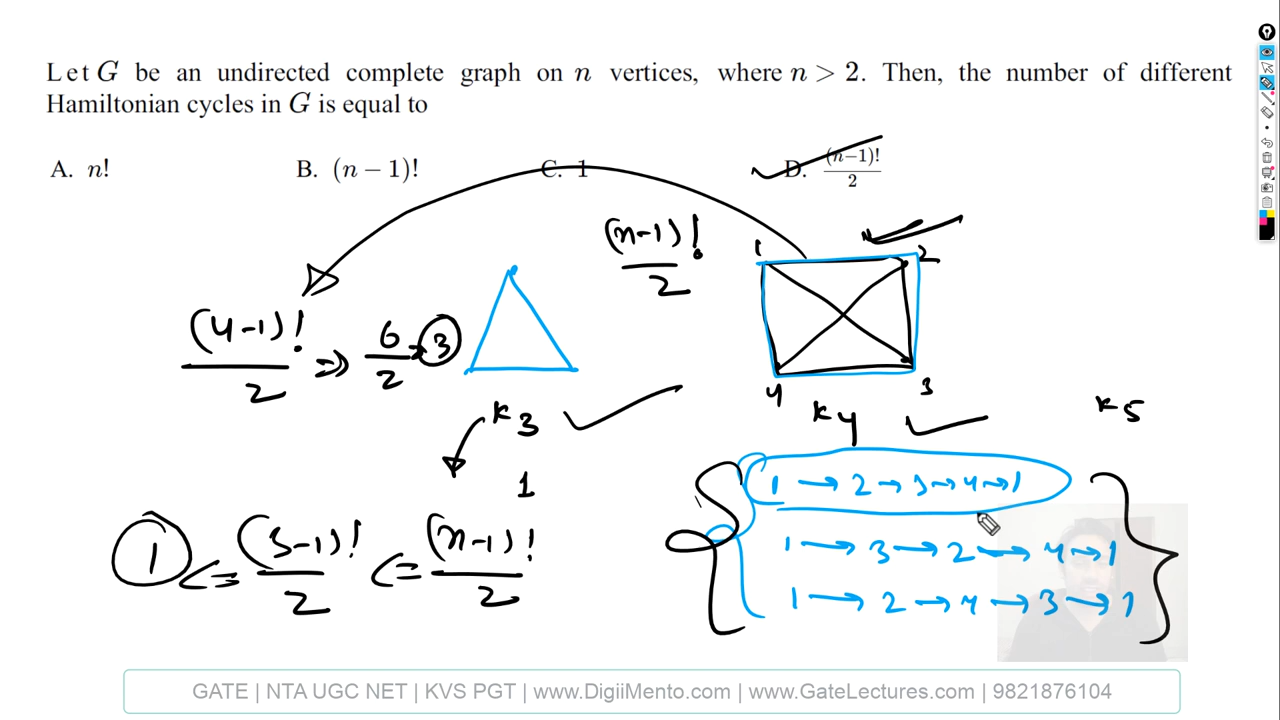 Let G be an undirected complete graph on n vertices, where n > 2. Then, the number of different
Hamiltonian cycles in G is equal to
A. n! B. (n − 1)! C. 1 D. (n−1)!/2
(n-1)!/2
1 2
4 3
(4-1)!/2 => 6/2 → 3
K3 K4 K5
1
1 <= (3-1)!/2 <= (n-1)!/2
1 → 2 → 3 → 4 → 1
1 → 3 → 2 → 4 → 1
1 → 2 → 4 → 3 → 1
GATE | NTA UGC NET | KVS PGT | www.DigiiMento.com | www.GateLectures.com | 9821876104